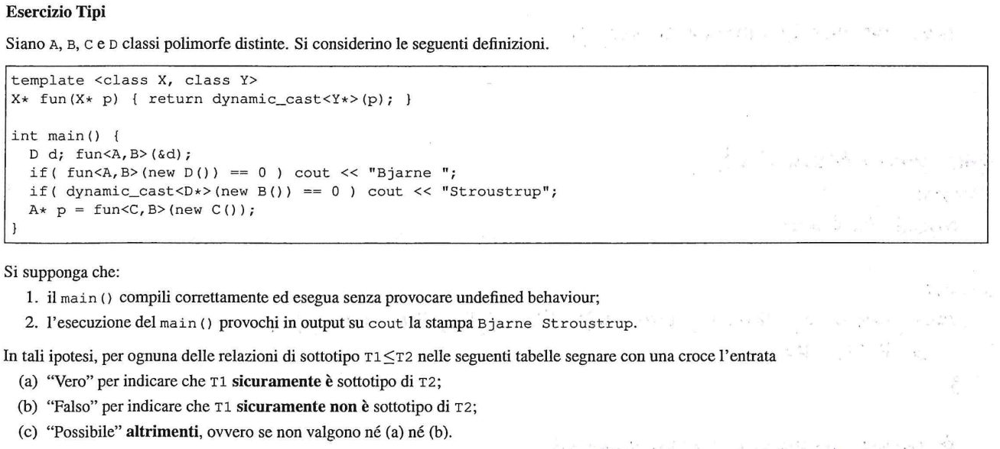 Esercizio Tipi
Siano A, B, C e D classi polimorfe distinte. Si considerino le seguenti definizioni.
template <class X, class Y>
X* fun(X* p) { return dynamic_cast<Y*>(p); }
int main() {
D d; fun<A,B>(&d);
if( fun<A,B>(new D()) == 0 ) cout << "Bjarne ";
if( dynamic_cast<D*>(new B()) == 0 ) cout << "Stroustrup";
A* p = fun<C,B>(new C());
}
Si supponga che:
1. il main() compili correttamente ed esegua senza provocare undefined behaviour;
2. l'esecuzione del main() provochi in output su cout la stampa Bjarne Stroustrup.
In tali ipotesi, per ognuna delle relazioni di sottotipo T1≤T2 nelle seguenti tabelle segnare con una croce l'entrata
(a) "Vero" per indicare che T1 sicuramente è sottotipo di T2;
(b) "Falso" per indicare che T1 sicuramente non è sottotipo di T2;
(c) "Possibile" altrimenti, ovvero se non valgono né (a) né (b).